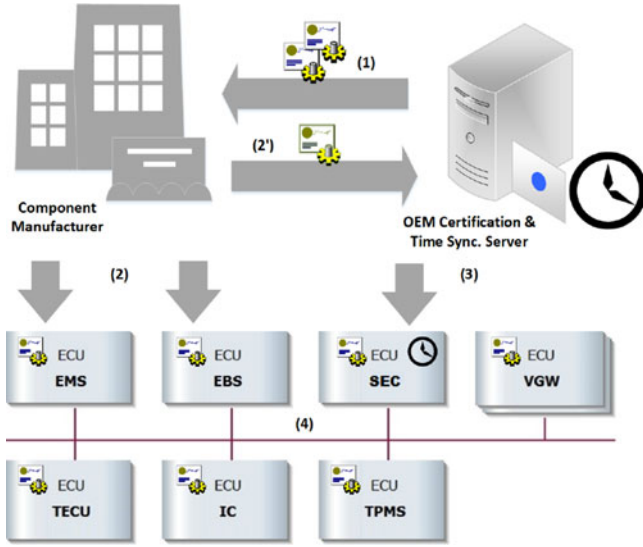 (1)
(2')
Component
Manufacturer
OEM Certification &
Time Sync. Server
(2)
(3)
ECU
EMS
ECU
EBS
ECU
SEC
ECU
VGW
(4)
ECU
TECU
ECU
IC
ECU
TPMS